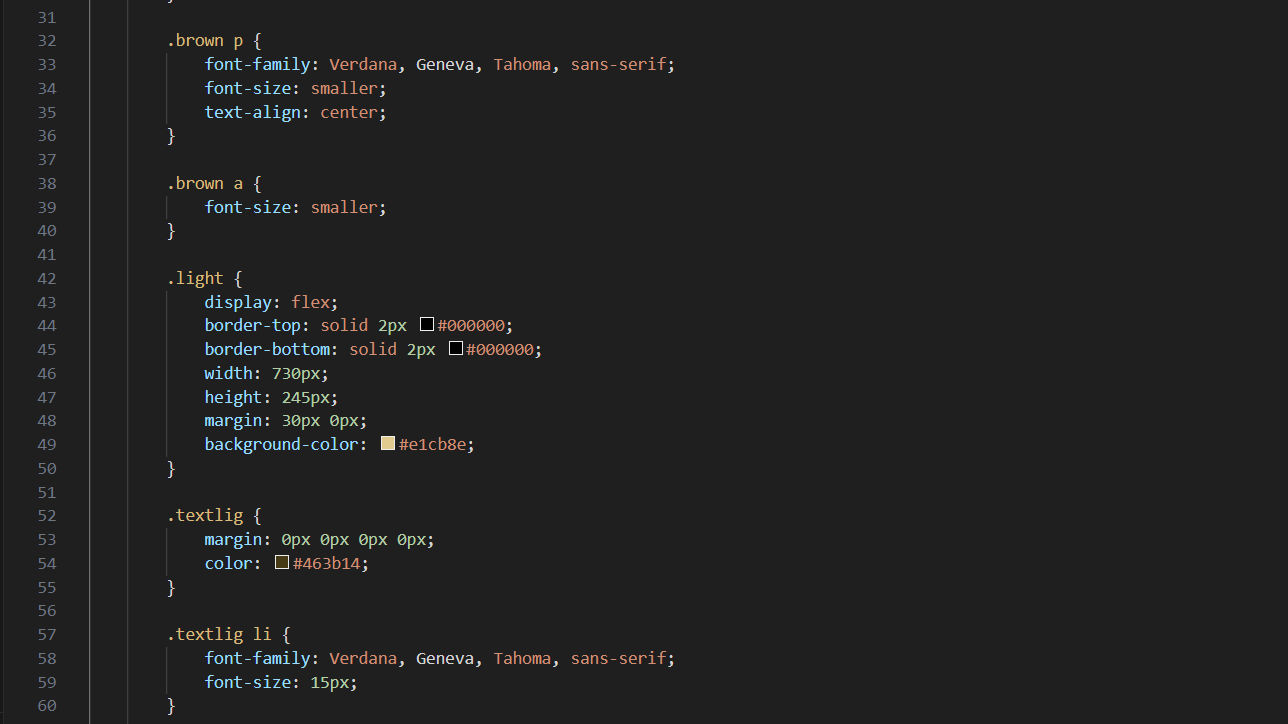 31
32 .brown p {
33 font-family: Verdana, Geneva, Tahoma, sans-serif;
34 font-size: smaller;
35 text-align: center;
36 }
37
38 .brown a {
39 font-size: smaller;
40 }
41
42 .light {
43 display: flex;
44 border-top: solid 2px #000000;
45 border-bottom: solid 2px #000000;
46 width: 730px;
47 height: 245px;
48 margin: 30px 0px;
49 background-color: #e1cb8e;
50 }
51
52 .textlig {
53 margin: 0px 0px 0px 0px;
54 color: #463b14;
55 }
56
57 .textlig li {
58 font-family: Verdana, Geneva, Tahoma, sans-serif;
59 font-size: 15px;
60 }